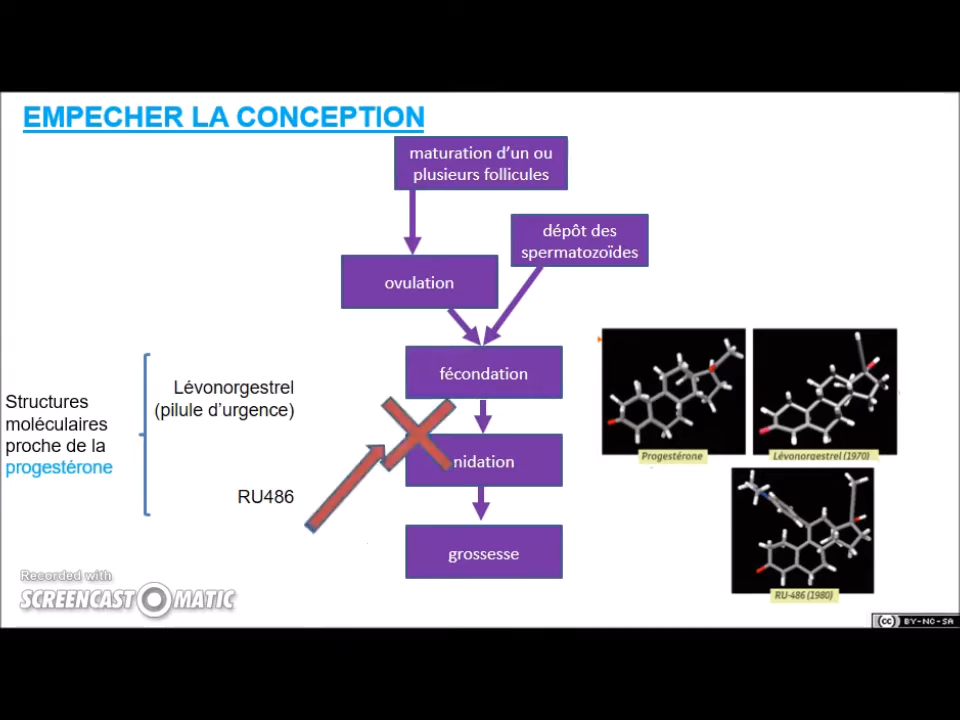 EMPECHER LA CONCEPTION
maturation d'un ou
plusieurs follicules
dépôt des
spermatozoïdes
ovulation
fécondation
nidation
grossesse
Structures
moléculaires
proche de la
progestérone
Lévonorgestrel
(pilule d'urgence)
RU486
Progestérone
Lévonorgestrel (1970)
RU-486 (1980)
Recorded with
SCREENCAST O MATIC
cc BY-NC-SA